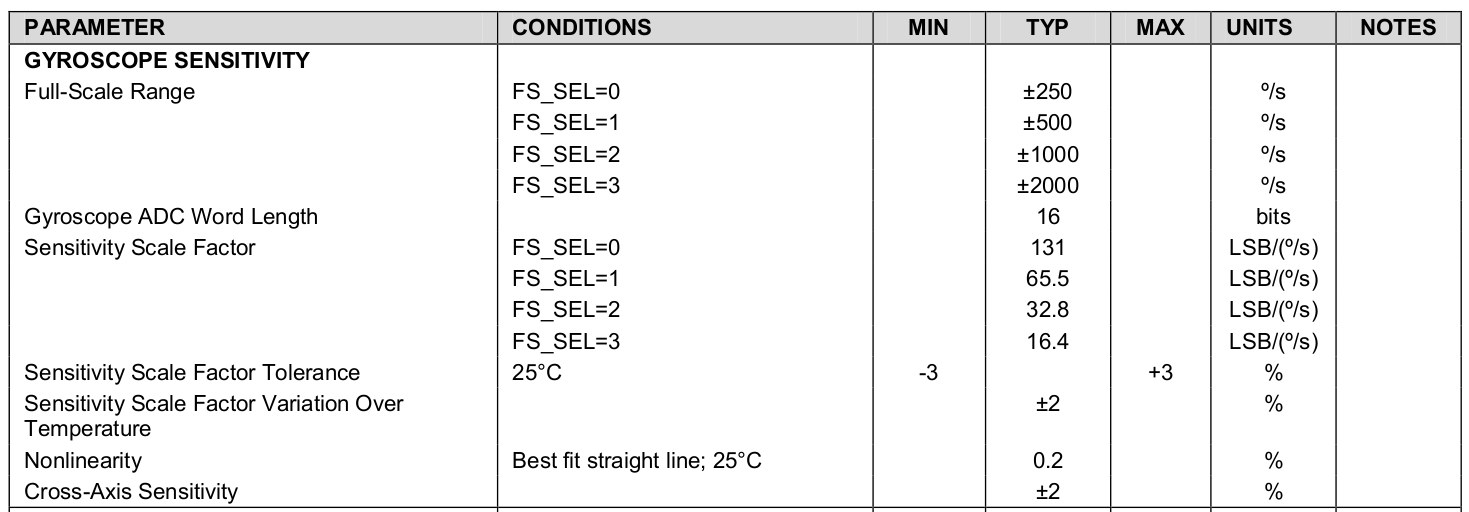 PARAMETER CONDITIONS MIN TYP MAX UNITS NOTES
GYROSCOPE SENSITIVITY
Full-Scale Range FS_SEL=0 ±250 º/s
FS_SEL=1 ±500 º/s
FS_SEL=2 ±1000 º/s
FS_SEL=3 ±2000 º/s
Gyroscope ADC Word Length 16 bits
Sensitivity Scale Factor FS_SEL=0 131 LSB/(º/s)
FS_SEL=1 65.5 LSB/(º/s)
FS_SEL=2 32.8 LSB/(º/s)
FS_SEL=3 16.4 LSB/(º/s)
Sensitivity Scale Factor Tolerance 25°C -3 +3 %
Sensitivity Scale Factor Variation Over ±2 %
Temperature
Nonlinearity Best fit straight line; 25°C 0.2 %
Cross-Axis Sensitivity ±2 %